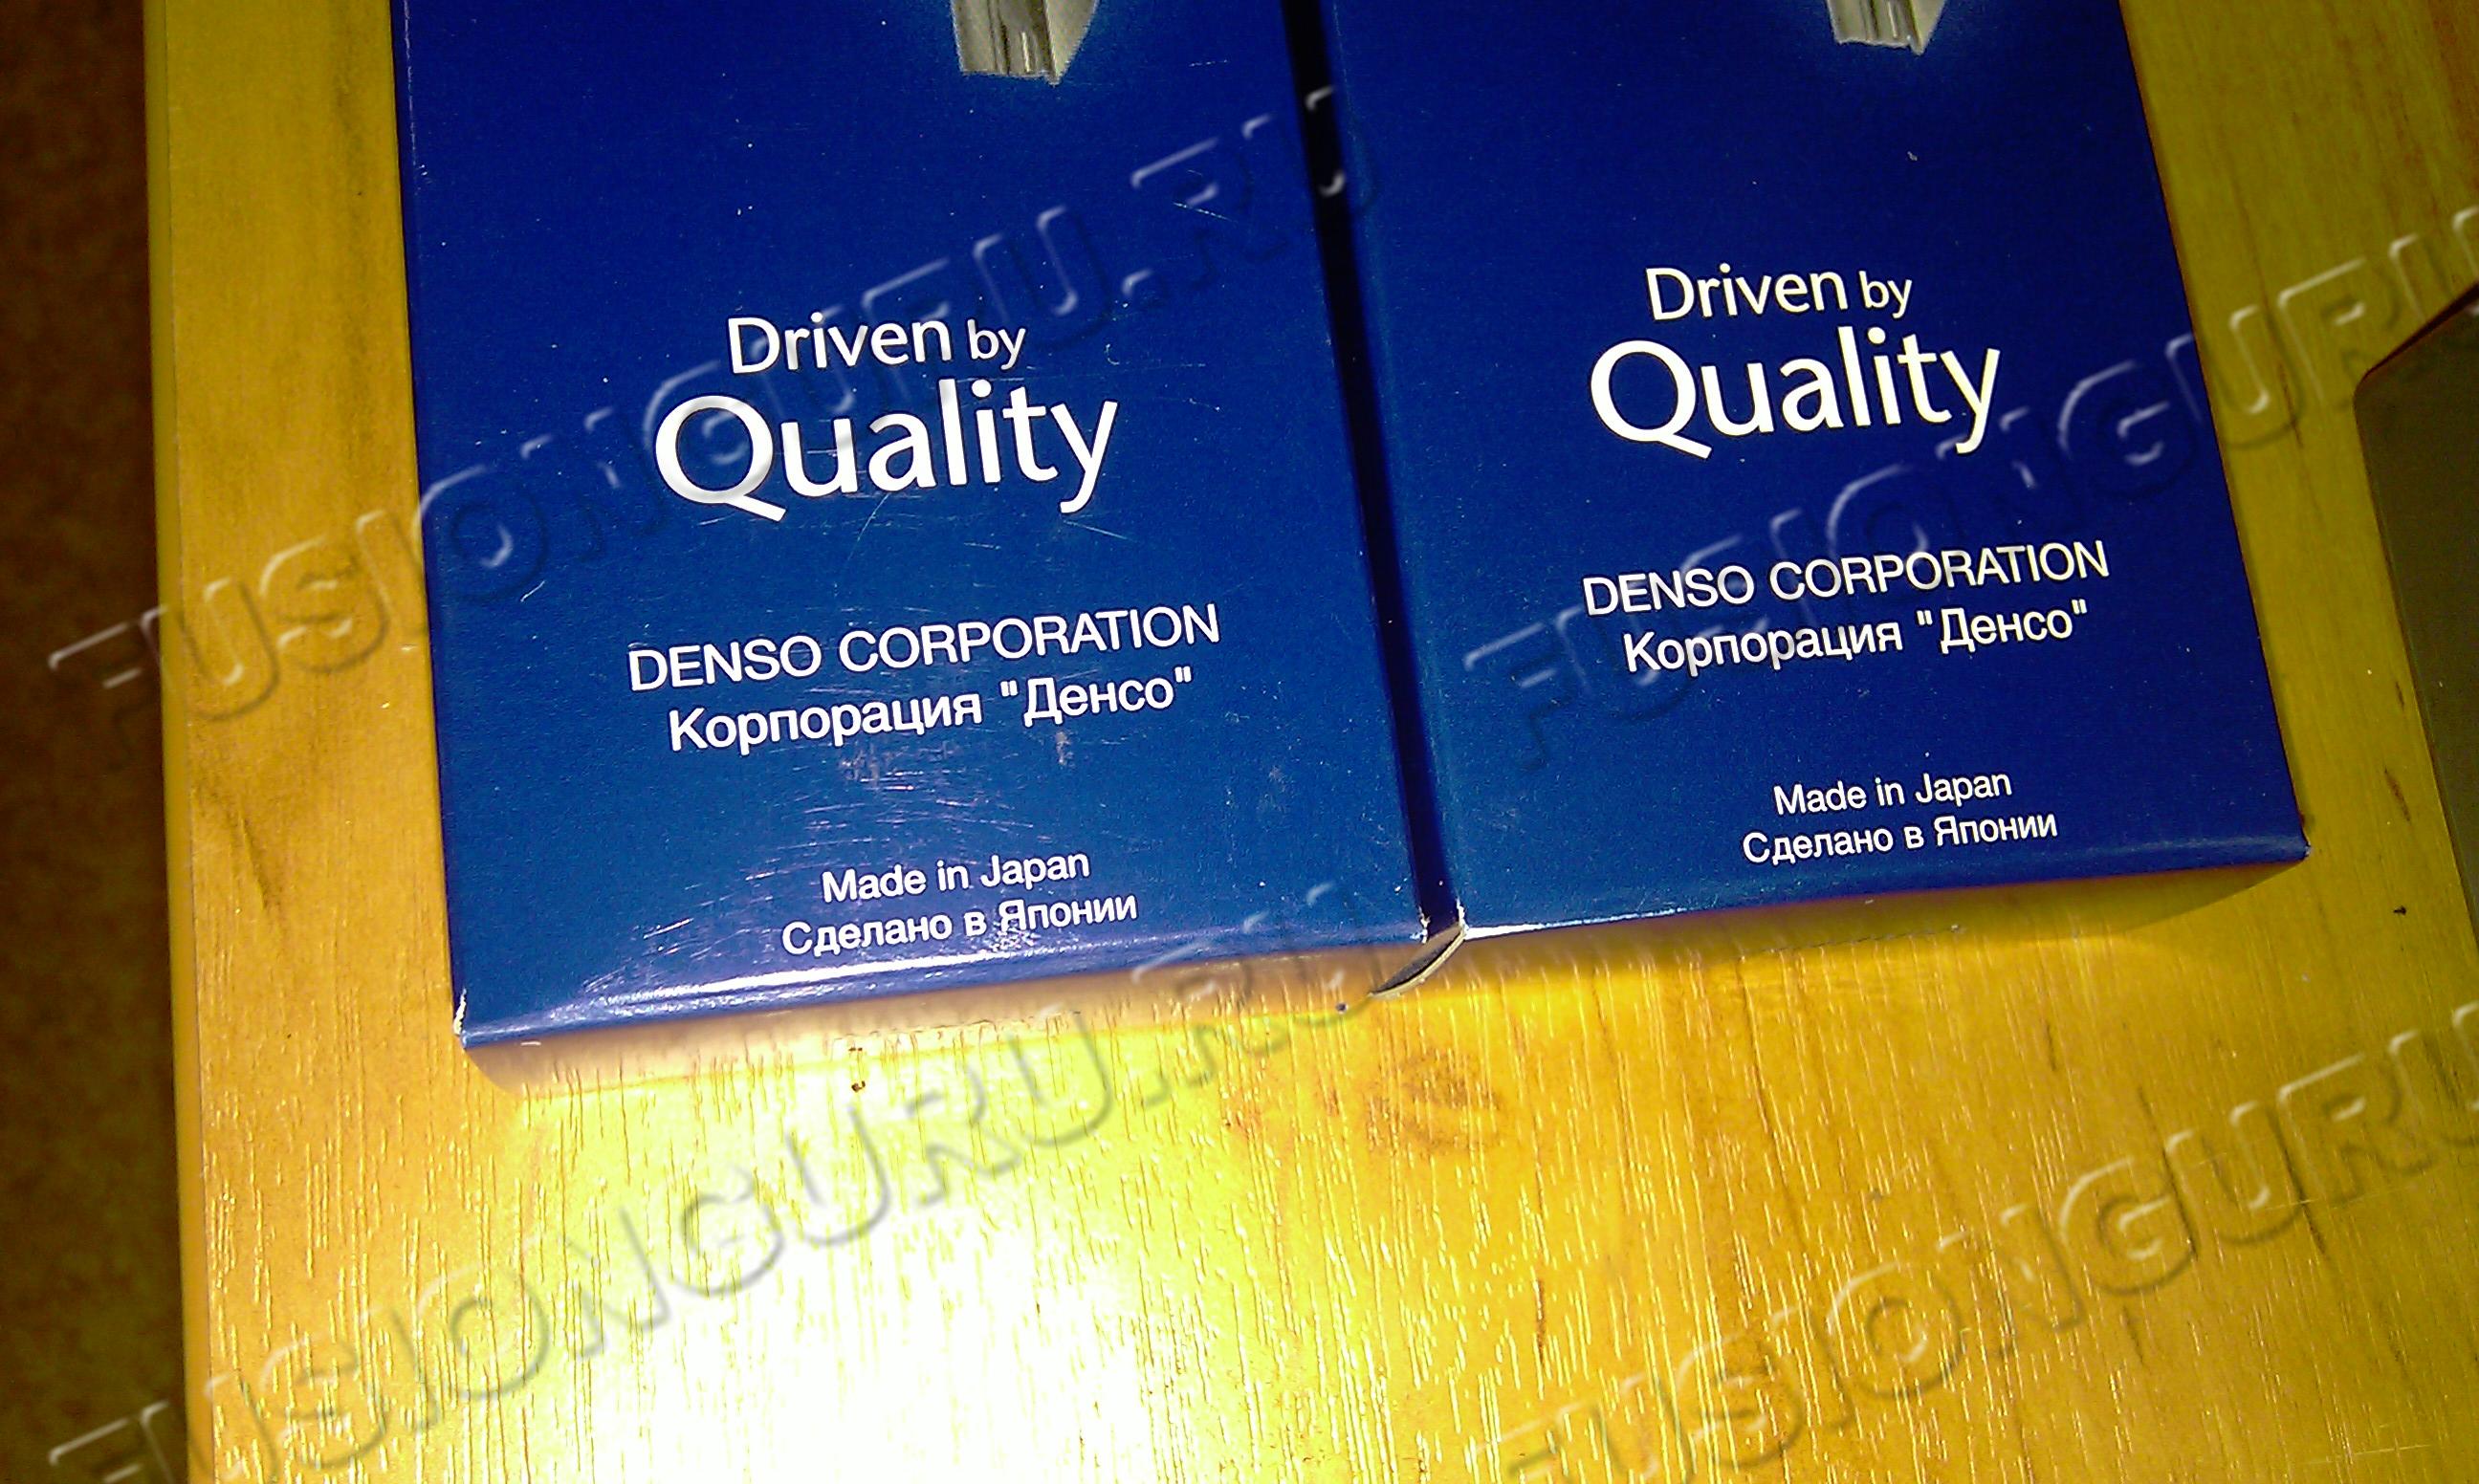 Driven by
Quality
DENSO CORPORATION
Корпорация "Денсо"
Made in Japan
Сделано в Японии
Driven by
Quality
DENSO CORPORATION
Корпорация "Денсо"
Made in Japan
Сделано в Японии
FUSIONGURU.RU
FUSIONGURU
FUSIONGURU.RU
FUSIONGURU